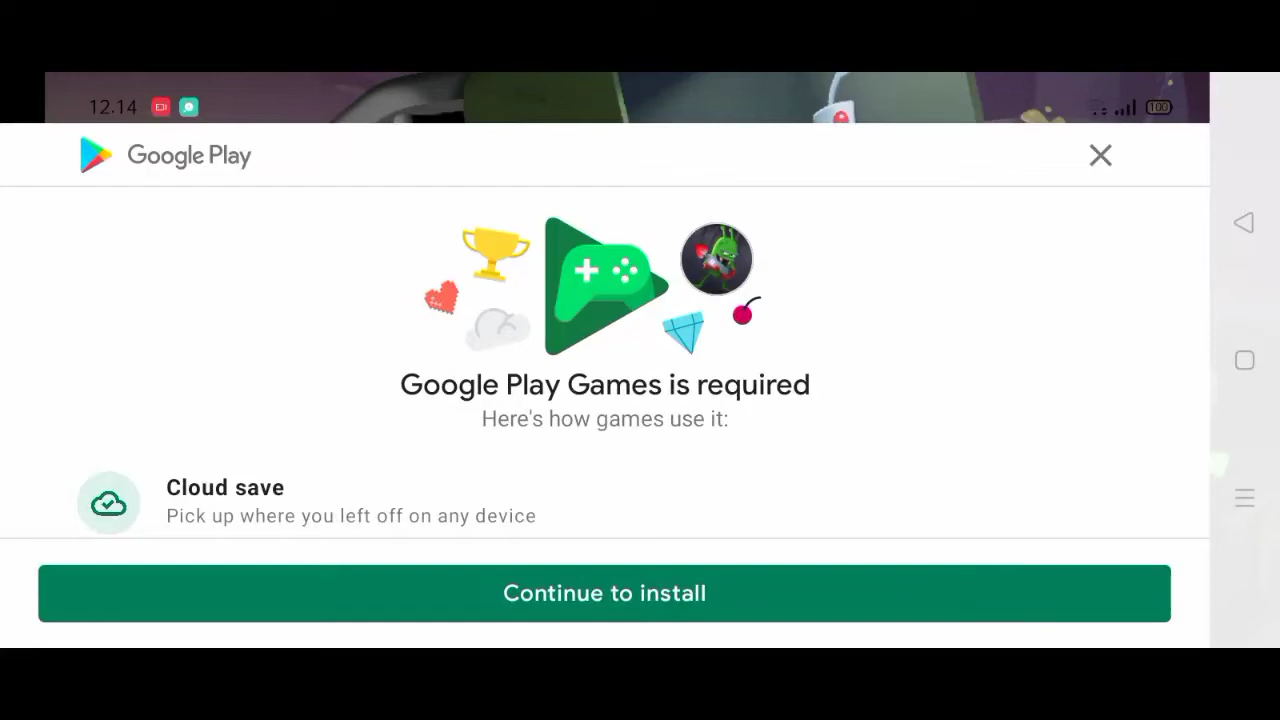 12.14
100
Google Play
Google Play Games is required
Here's how games use it:
Cloud save
Pick up where you left off on any device
Continue to install